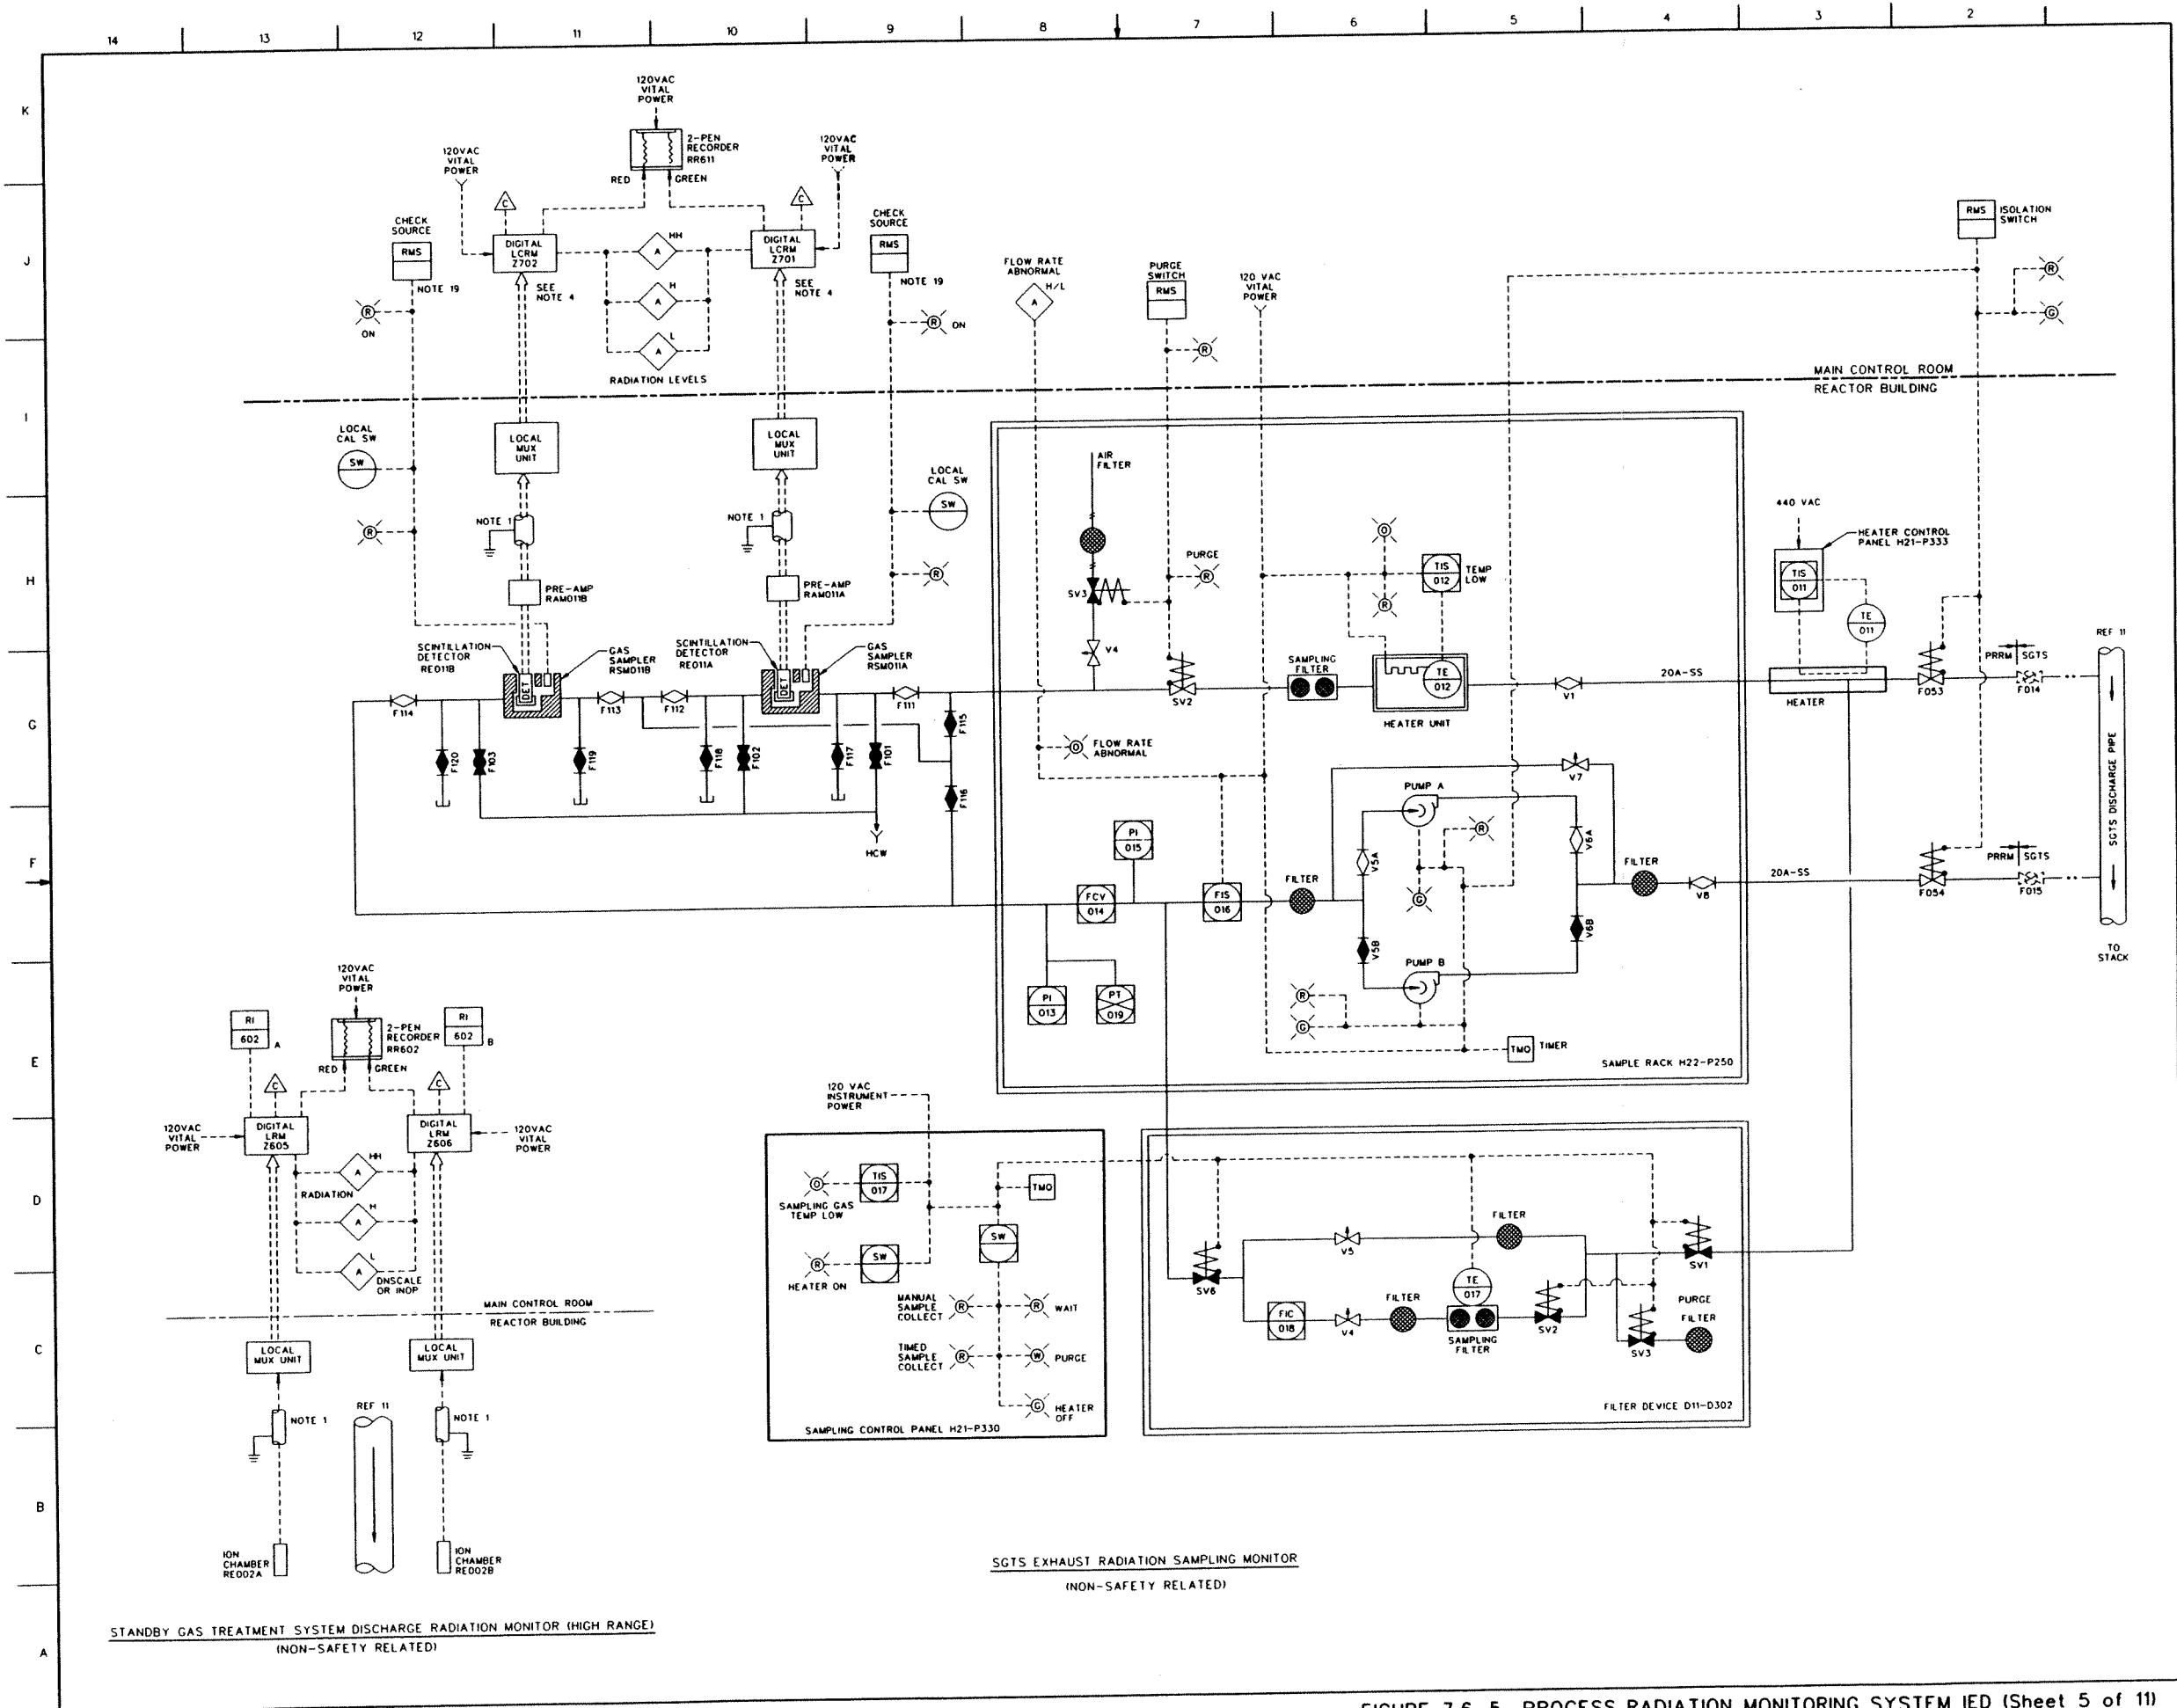 14 13 12 11 10 9 8 7 6 5 4 3 2
K
J
I
H
G
F
E
D
C
B
A
120VAC
VITAL
POWER
2-PEN
RECORDER
RR611
RED
GREEN
120VAC
VITAL
POWER
120VAC
VITAL
POWER
C
C
CHECK
SOURCE
RMS
NOTE 19
R
ON
DIGITAL
LCRM
Z702
SEE
NOTE 4
A
HH
A
H
A
L
RADIATION LEVELS
DIGITAL
LCRM
Z701
SEE
NOTE 4
CHECK
SOURCE
RMS
NOTE 19
R
ON
FLOW RATE
ABNORMAL
A
H/L
PURGE
SWITCH
RMS
R
120 VAC
VITAL
POWER
RMS
ISOLATION
SWITCH
R
G
MAIN CONTROL ROOM
REACTOR BUILDING
LOCAL
CAL SW
SW
R
LOCAL
MUX
UNIT
NOTE 1
PRE-AMP
RAM011B
LOCAL
MUX
UNIT
NOTE 1
PRE-AMP
RAM011A
LOCAL
CAL SW
SW
R
SCINTILLATION
DETECTOR
RE011B
DET
GAS
SAMPLER
RSM011B
SCINTILLATION
DETECTOR
RE011A
DET
GAS
SAMPLER
RSM011A
F114
F113
F112
F111
F120
F103
F119
F118
F102
F117
F101
F115
F116
HCW
AIR
FILTER
SV3
V4
PURGE
R
SV2
SAMPLING
FILTER
O
R
TIS
012
TEMP
LOW
TE
012
HEATER UNIT
V1
20A-SS
440 VAC
HEATER CONTROL
PANEL H21-P333
TIS
011
TE
011
HEATER
F053
PRRM
SGTS
F014
REF 11
SGTS DISCHARGE PIPE
TO
STACK
O
FLOW RATE
ABNORMAL
V7
PUMP A
R
G
V5A
V6A
V5B
V6B
PUMP B
R
G
FILTER
FILTER
V8
20A-SS
F054
PRRM
SGTS
F015
PI
015
FCV
014
FIS
016
PI
013
PT
019
TMO
TIMER
SAMPLE RACK H22-P250
120VAC
VITAL
POWER
RI
602
A
2-PEN
RECORDER
RR602
RI
602
B
RED
GREEN
C
C
120VAC
VITAL
POWER
DIGITAL
LRM
Z605
DIGITAL
LRM
Z606
120VAC
VITAL
POWER
A
HH
RADIATION
A
H
A
L
DNSCALE
OR INOP
MAIN CONTROL ROOM
REACTOR BUILDING
LOCAL
MUX UNIT
LOCAL
MUX UNIT
NOTE 1
REF 11
NOTE 1
ION
CHAMBER
RE002A
ION
CHAMBER
RE002B
STANDBY GAS TREATMENT SYSTEM DISCHARGE RADIATION MONITOR (HIGH RANGE)
(NON-SAFETY RELATED)
120 VAC
INSTRUMENT
POWER
O
TIS
017
SAMPLING GAS
TEMP LOW
TMO
R
SW
HEATER ON
SW
MANUAL
SAMPLE
COLLECT
R
R
WAIT
TIMED
SAMPLE
COLLECT
R
W
PURGE
G
HEATER
OFF
SAMPLING CONTROL PANEL H21-P330
SV6
V5
FILTER
FIC
018
V4
FILTER
TE
017
SAMPLING
FILTER
SV2
SV1
SV3
PURGE
FILTER
FILTER DEVICE D11-D302
SGTS EXHAUST RADIATION SAMPLING MONITOR
(NON-SAFETY RELATED)
FIGURE 7.6-5 PROCESS RADIATION MONITORING SYSTEM IED (Sheet 5 of 11)